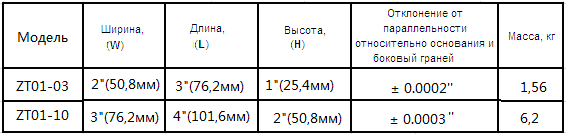 Модель
Ширина,
(W)
Длина,
(L)
Высота,
(H)
Отклонение от
параллельности
относительно основания и
боковый граней
Масса, кг
ZT01-03
2"(50,8мм)
3"(76,2мм)
1"(25,4мм)
± 0.0002"
1,56
ZT01-10
3"(76,2мм)
4"(101,6мм)
2"(50,8мм)
± 0.0003"
6,2